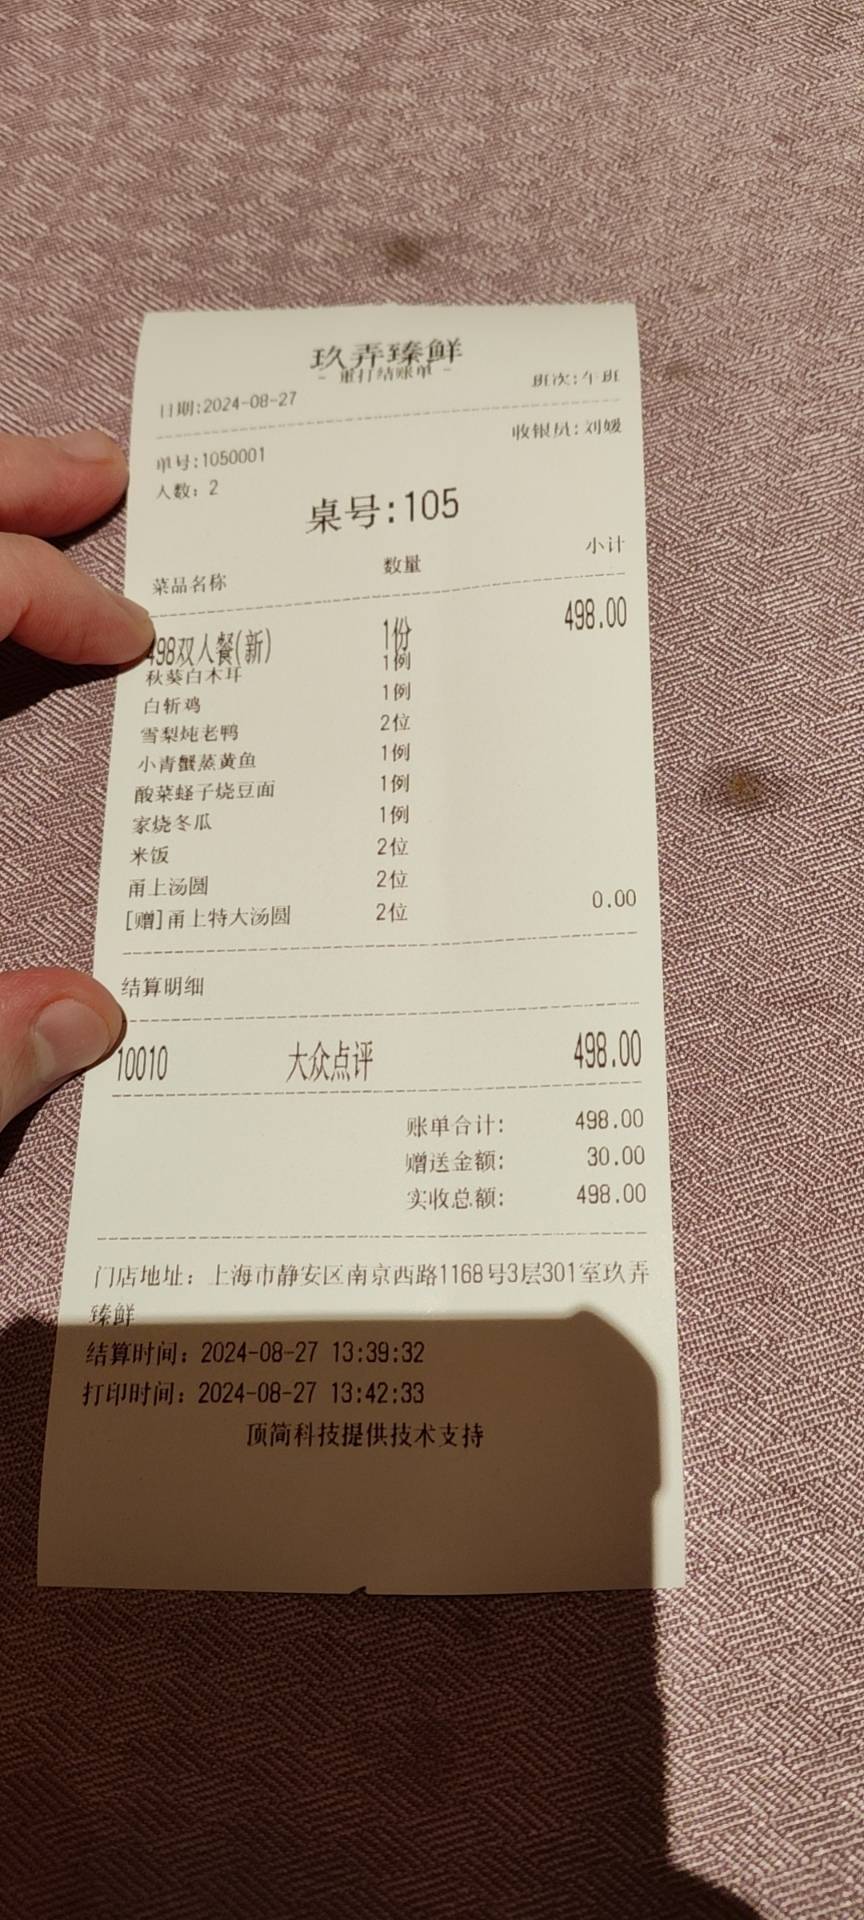 玖弄臻鲜
- 重打结账单 -
日期:2024-08-27 班次:午班
单号:1050001 收银员:刘嫒
人数: 2
桌号:105
菜品名称 数量 小计
498双人餐(新) 1份 498.00
秋葵白木耳 1例
白斩鸡 1例
雪梨炖老鸭 2位
小青蟹蒸黄鱼 1例
酸菜蛏子烧豆面 1例
家烧冬瓜 1例
米饭 2位
甬上汤圆 2位
[赠]甬上特大汤圆 2位 0.00
结算明细
10010 大众点评 498.00
账单合计: 498.00
赠送金额: 30.00
实收总额: 498.00
门店地址: 上海市静安区南京西路1168号3层301室玖弄
臻鲜
结算时间: 2024-08-27 13:39:32
打印时间: 2024-08-27 13:42:33
顶简科技提供技术支持